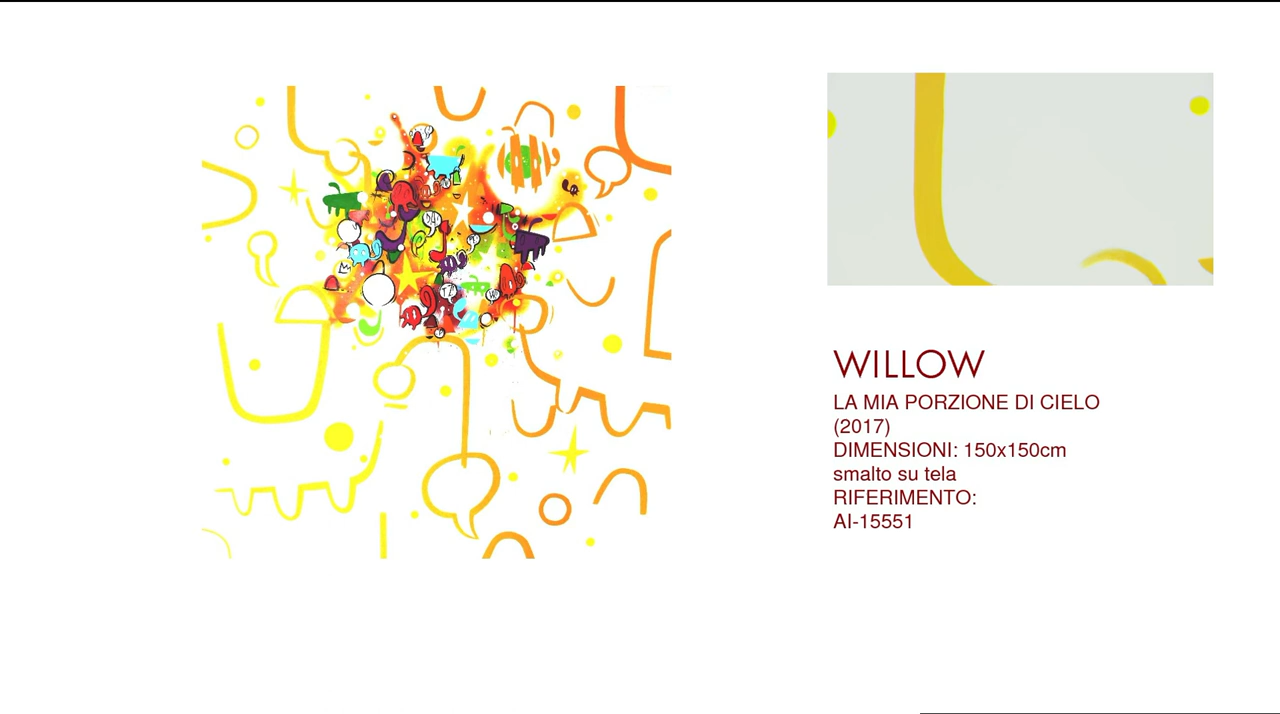 WILLOW
LA MIA PORZIONE DI CIELO
(2017)
DIMENSIONI: 150x150cm
smalto su tela
RIFERIMENTO:
AI-15551